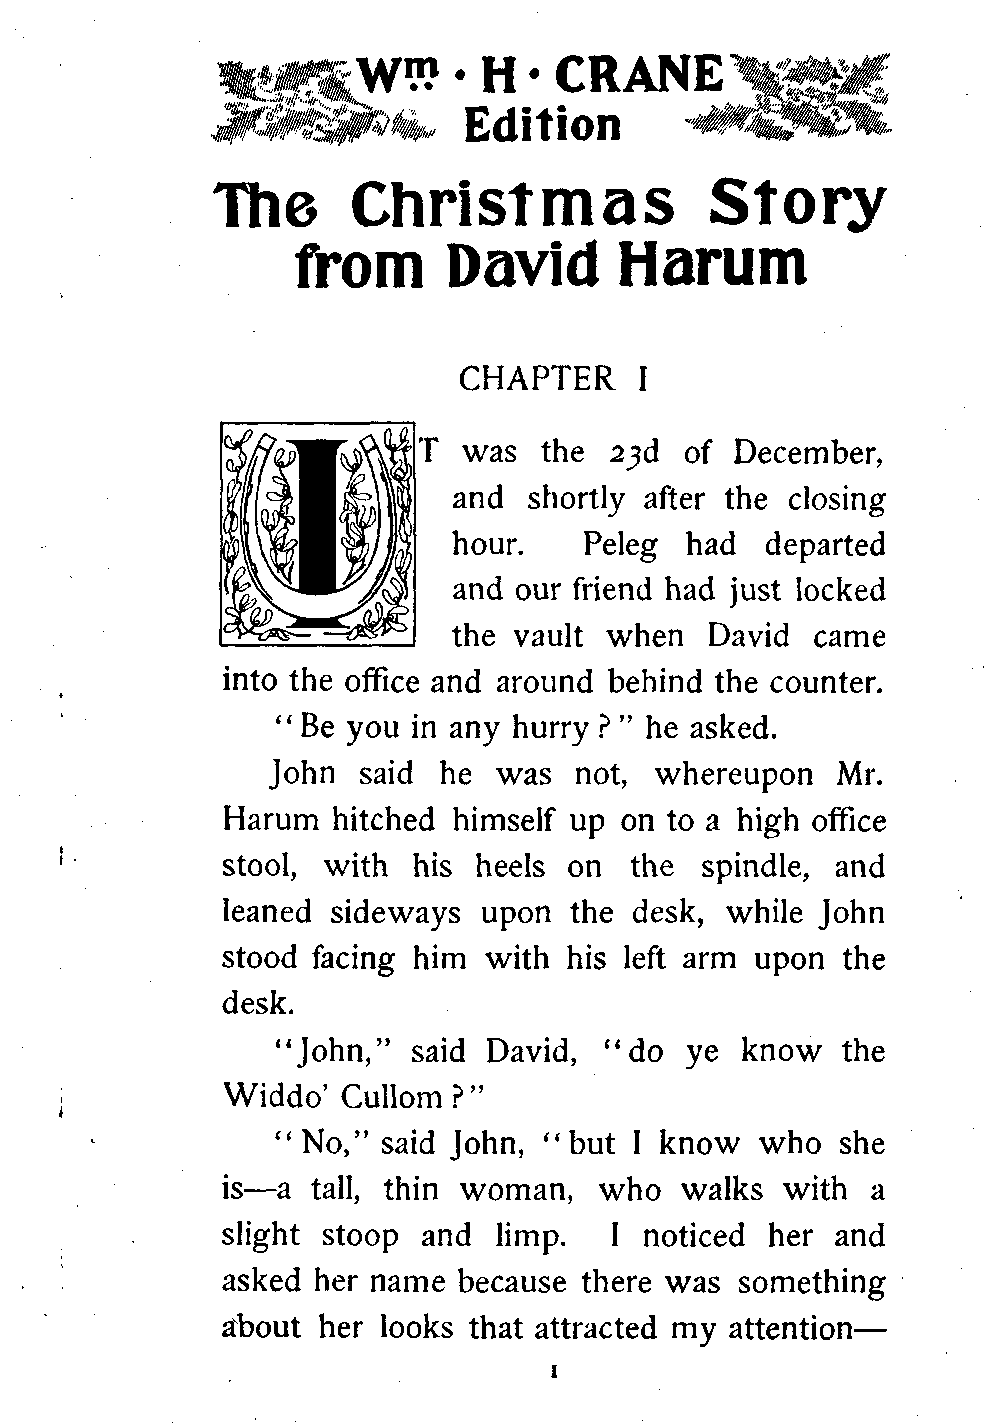 Wm. · H · CRANE
Edition
The Christmas Story
from David Harum
CHAPTER I
IT was the 23d of December,
and shortly after the closing
hour. Peleg had departed
and our friend had just locked
the vault when David came
into the office and around behind the counter.
“Be you in any hurry?” he asked.
John said he was not, whereupon Mr.
Harum hitched himself up on to a high office
stool, with his heels on the spindle, and
leaned sideways upon the desk, while John
stood facing him with his left arm upon the
desk.
“John,” said David, “do ye know the
Widdo’ Cullom?”
“No,” said John, “but I know who she
is—a tall, thin woman, who walks with a
slight stoop and limp. I noticed her and
asked her name because there was something
about her looks that attracted my attention—
1